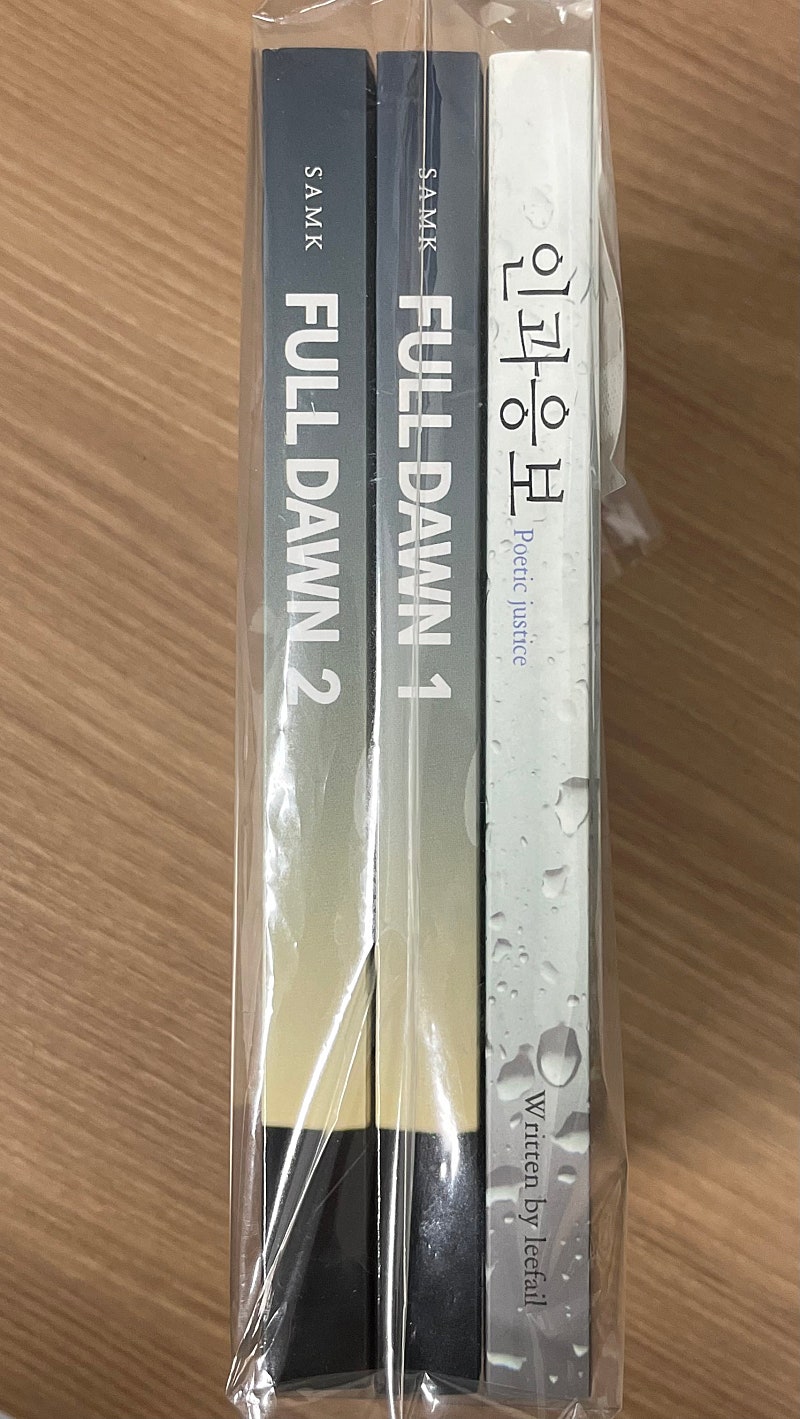 SAMK FULL DAWN 2
SAMK FULL DAWN 1
인과응보 Poetic justice Written by leefail